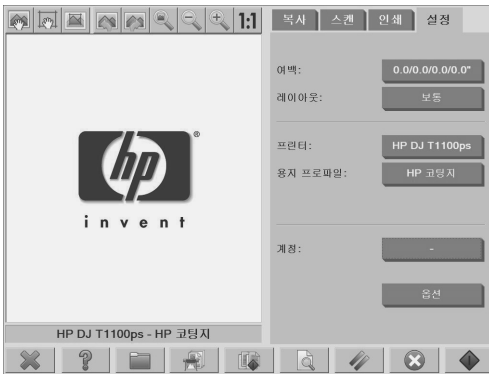 1:1
복사 스캔 인쇄 설정
여백: 0.0/0.0/0.0/0.0"
레이아웃: 보통
프린터: HP DJ T1100ps
용지 프로파일: HP 코팅지
계정: -
옵션
hp ®
invent
HP DJ T1100ps - HP 코팅지
?